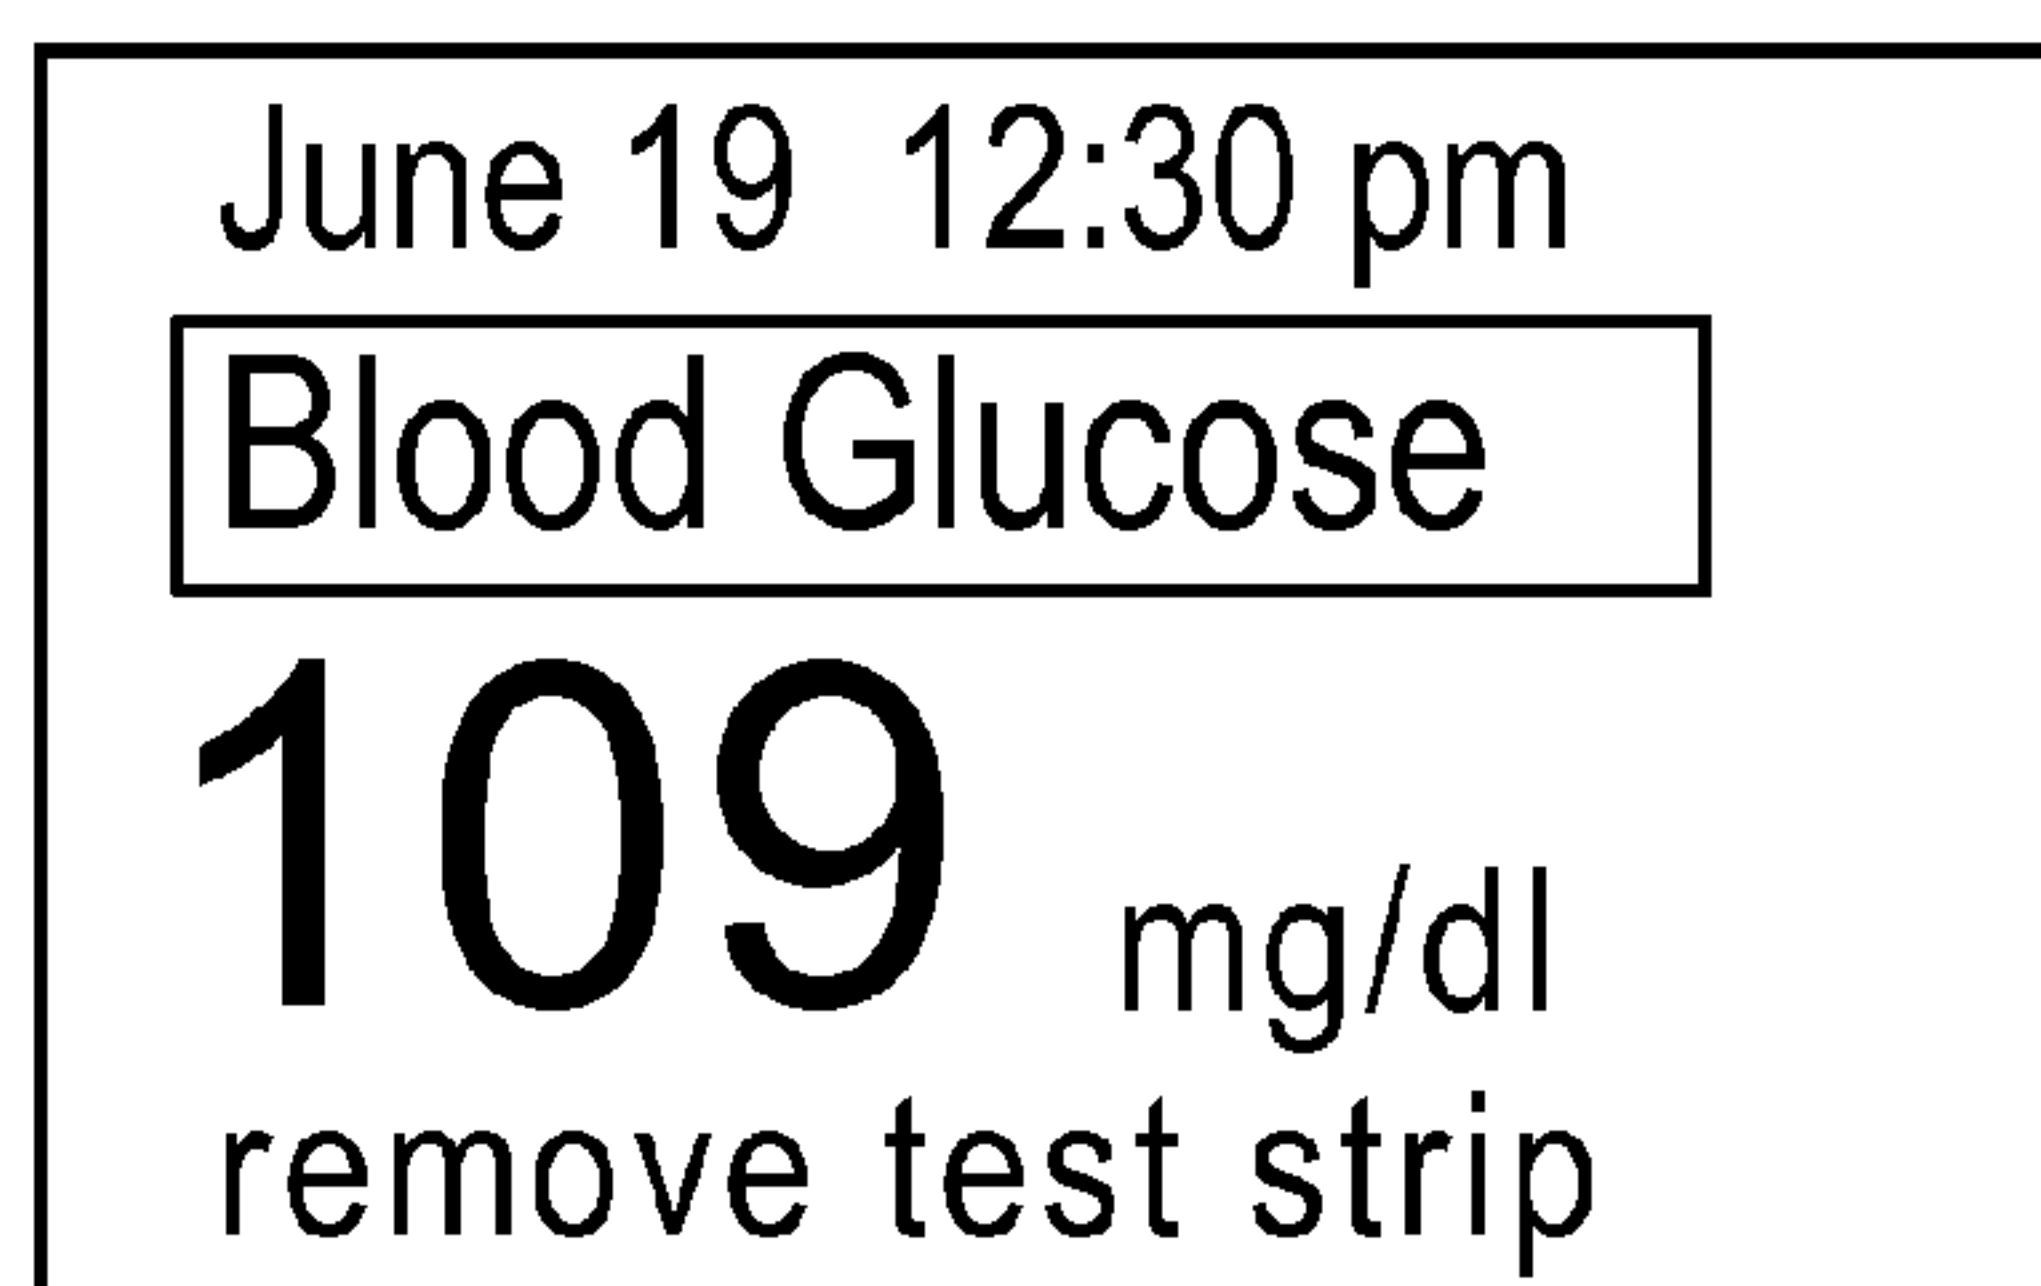 June 19 12:30 pm
Blood Glucose
109 mg/dl
remove test strip